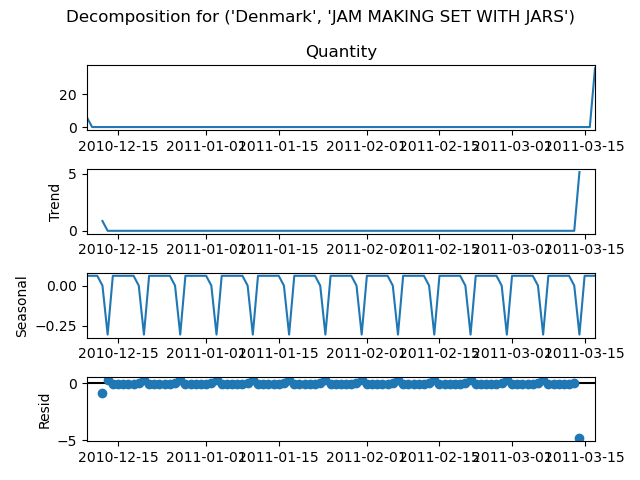 Decomposition for ('Denmark', 'JAM MAKING SET WITH JARS')
Quantity
20
0
2010-12-15 2011-01-01 2011-01-15 2011-02-01 2011-02-15 2011-03-01 2011-03-15
Trend
5
0
2010-12-15 2011-01-01 2011-01-15 2011-02-01 2011-02-15 2011-03-01 2011-03-15
Seasonal
0.00
−0.25
2010-12-15 2011-01-01 2011-01-15 2011-02-01 2011-02-15 2011-03-01 2011-03-15
Resid
0
−5
2010-12-15 2011-01-01 2011-01-15 2011-02-01 2011-02-15 2011-03-01 2011-03-15